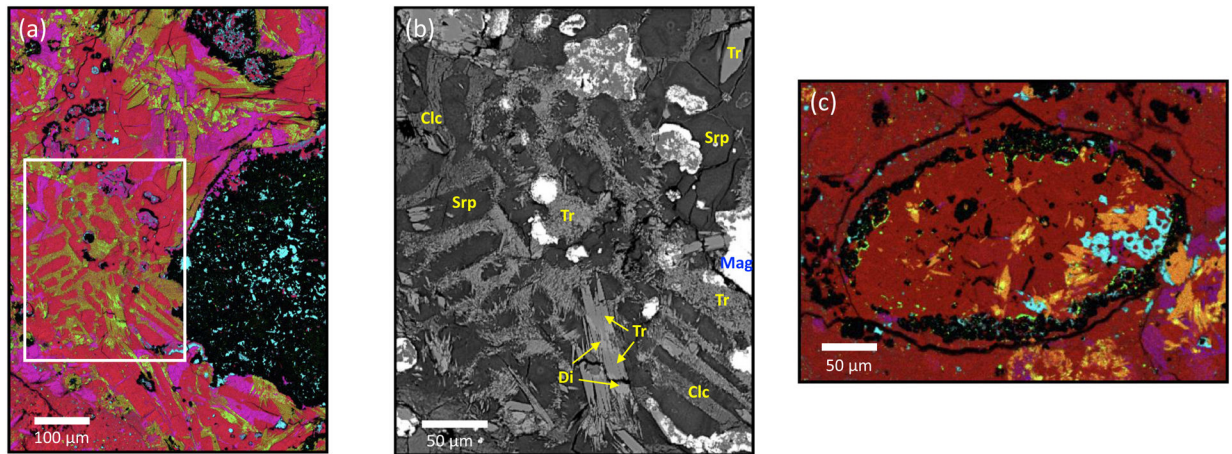 (a)
100 µm
(b)
Tr
Clc
Srp
Srp
Tr
Mag
Tr
Tr
Di
Clc
50 µm
(c)
50 µm